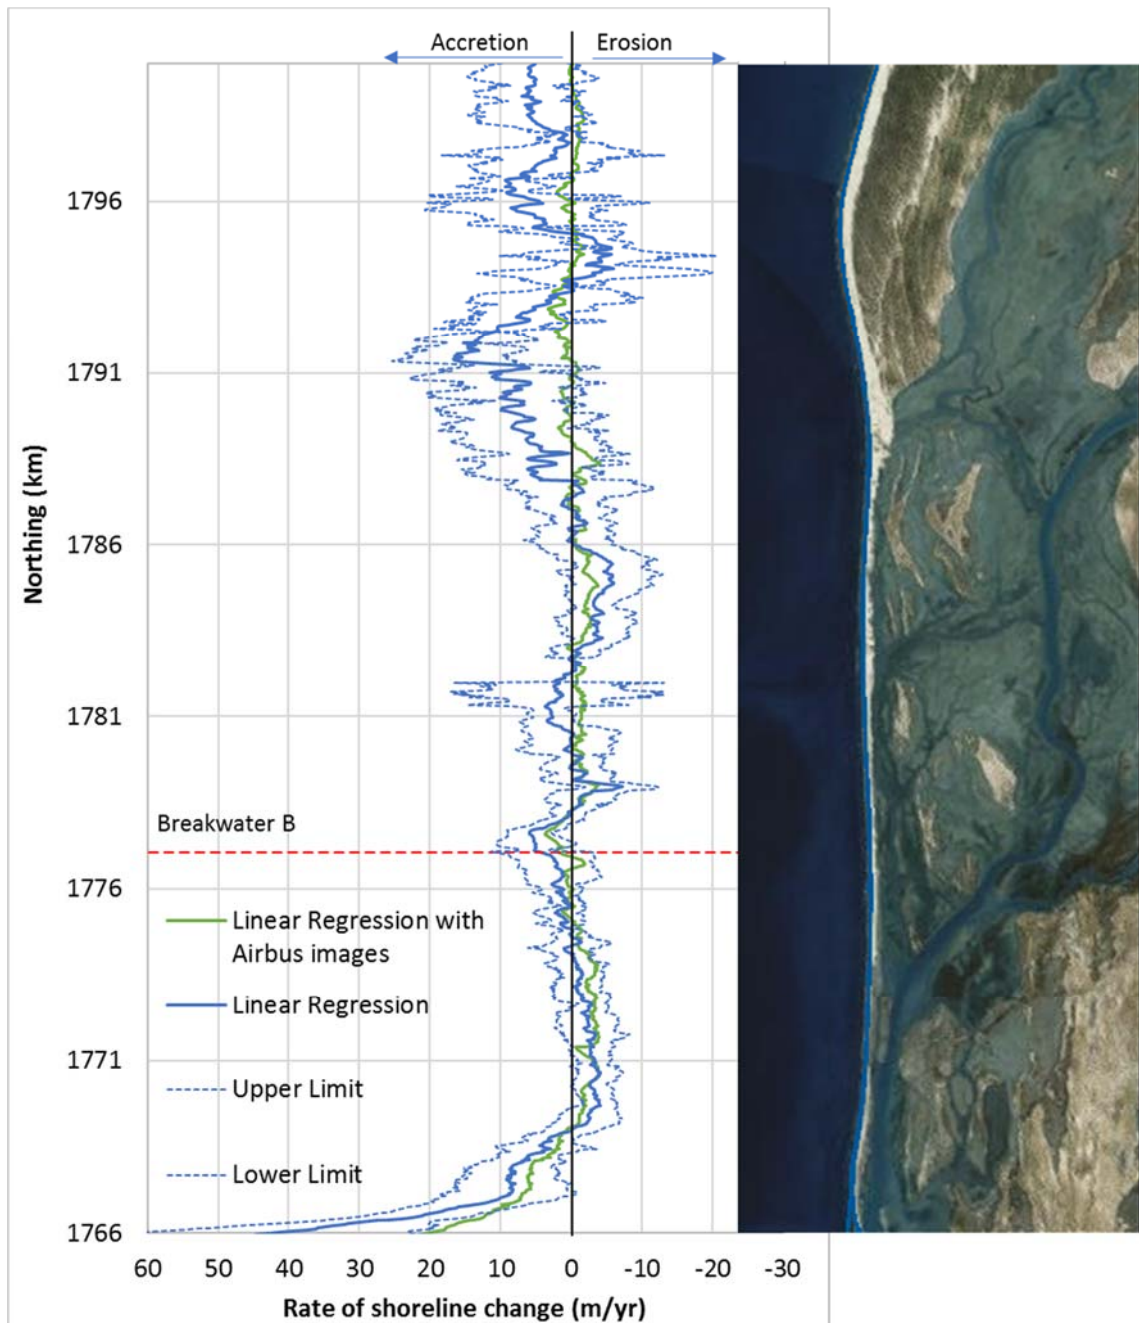 Accretion
Erosion
1796
1791
1786
1781
1776
1771
1766
Northing (km)
Breakwater B
Linear Regression with
Airbus images
Linear Regression
Upper Limit
Lower Limit
60 50 40 30 20 10 0 -10 -20 -30
Rate of shoreline change (m/yr)